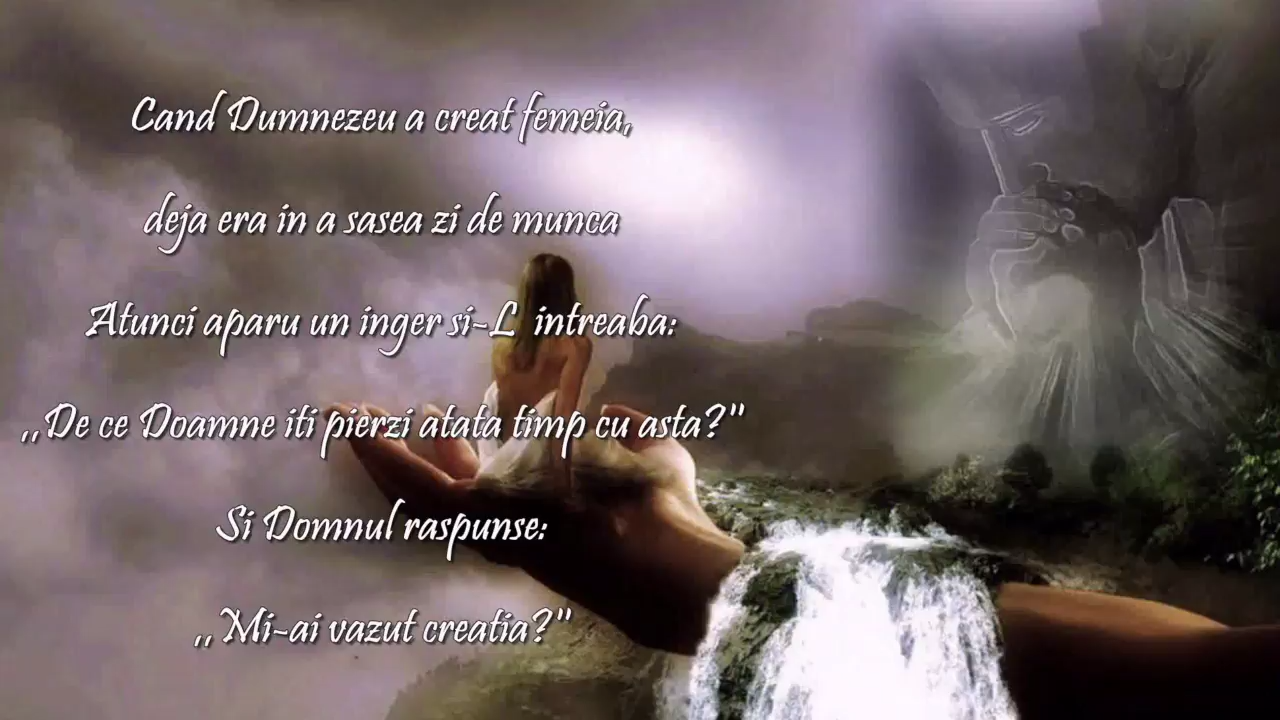 Cand Dumnezeu a creat femeia,
deja era in a sasea zi de munca
Atunci aparu un inger si-L intreaba:
,,De ce Doamne iti pierzi atata timp cu asta?"
Si Domnul raspunse:
,,Mi-ai vazut creatia?"